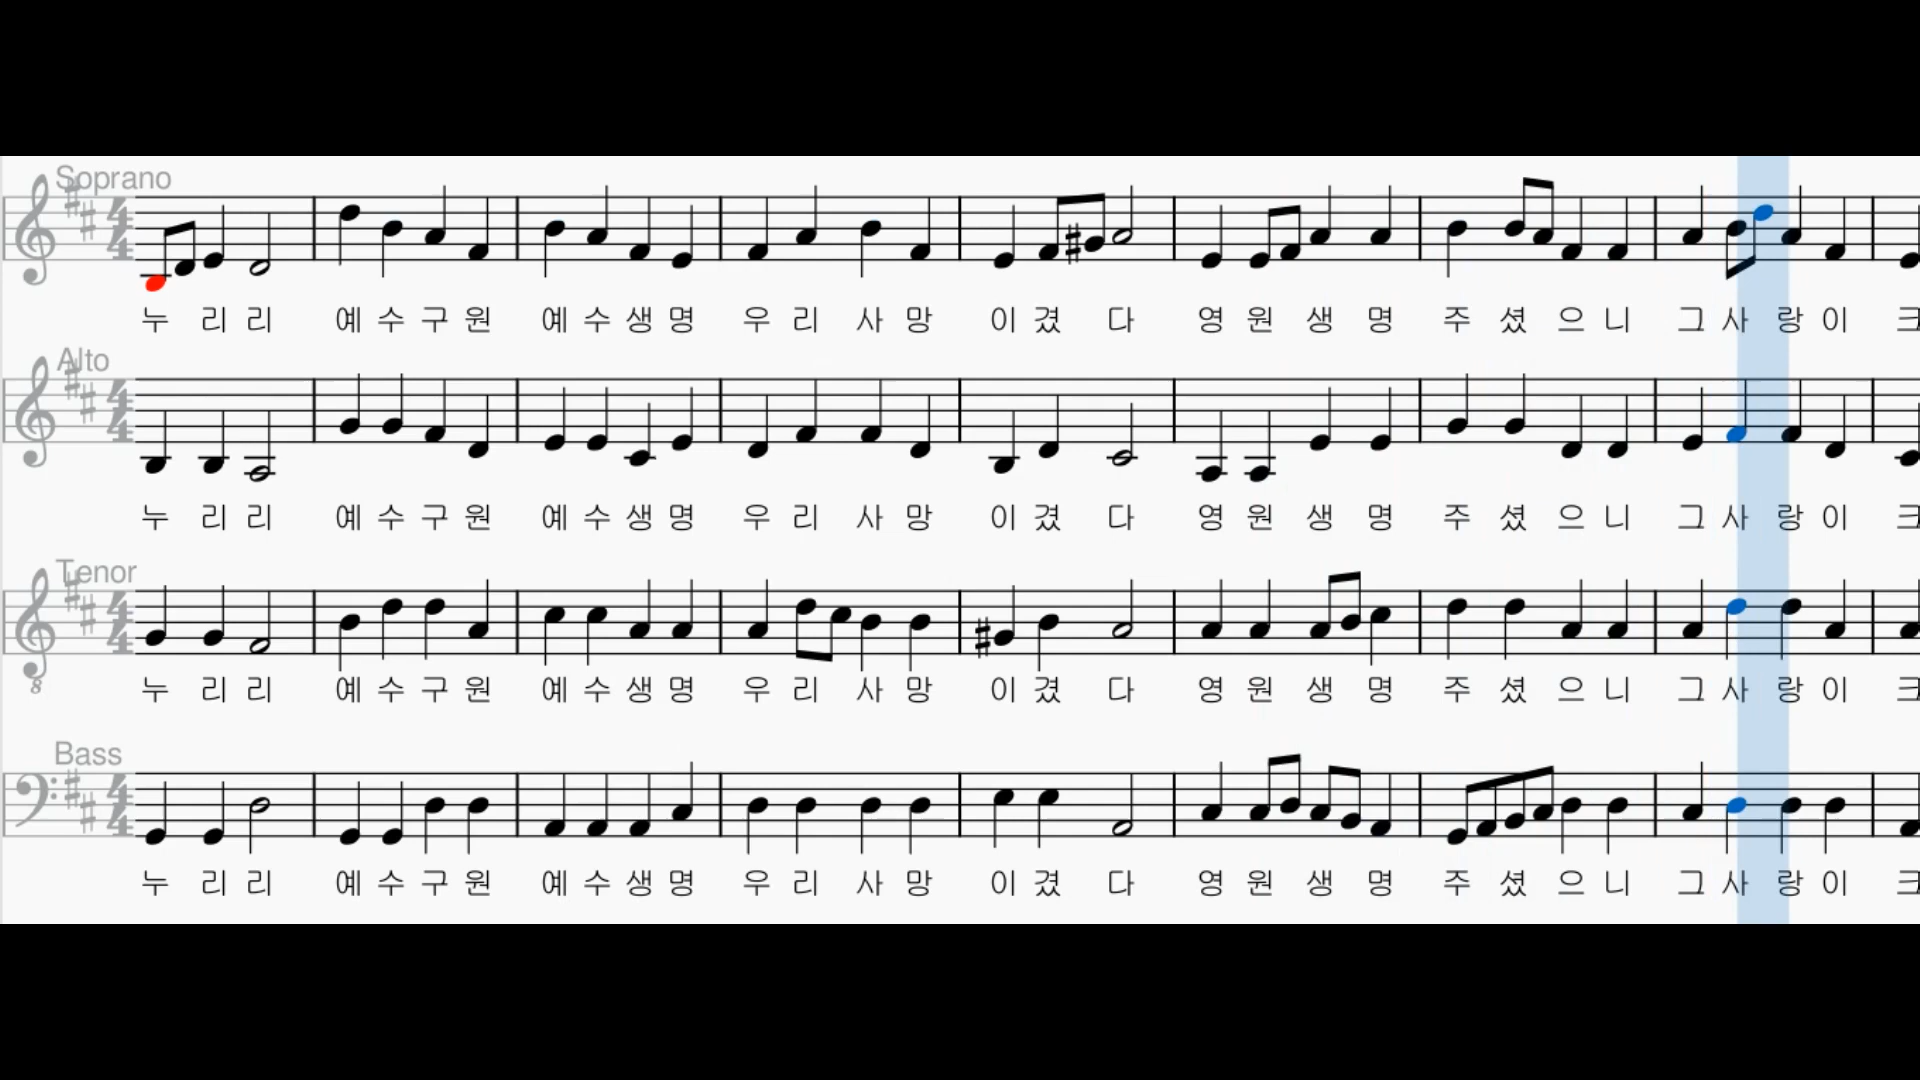 Soprano
누 리 리 예 수 구 원 예 수 생 명 우 리 사 망 이 겼 다 영 원 생 명 주 셨 으 니 그 사 랑 이 크
Alto
누 리 리 예 수 구 원 예 수 생 명 우 리 사 망 이 겼 다 영 원 생 명 주 셨 으 니 그 사 랑 이 크
Tenor
누 리 리 예 수 구 원 예 수 생 명 우 리 사 망 이 겼 다 영 원 생 명 주 셨 으 니 그 사 랑 이 크
Bass
누 리 리 예 수 구 원 예 수 생 명 우 리 사 망 이 겼 다 영 원 생 명 주 셨 으 니 그 사 랑 이 크